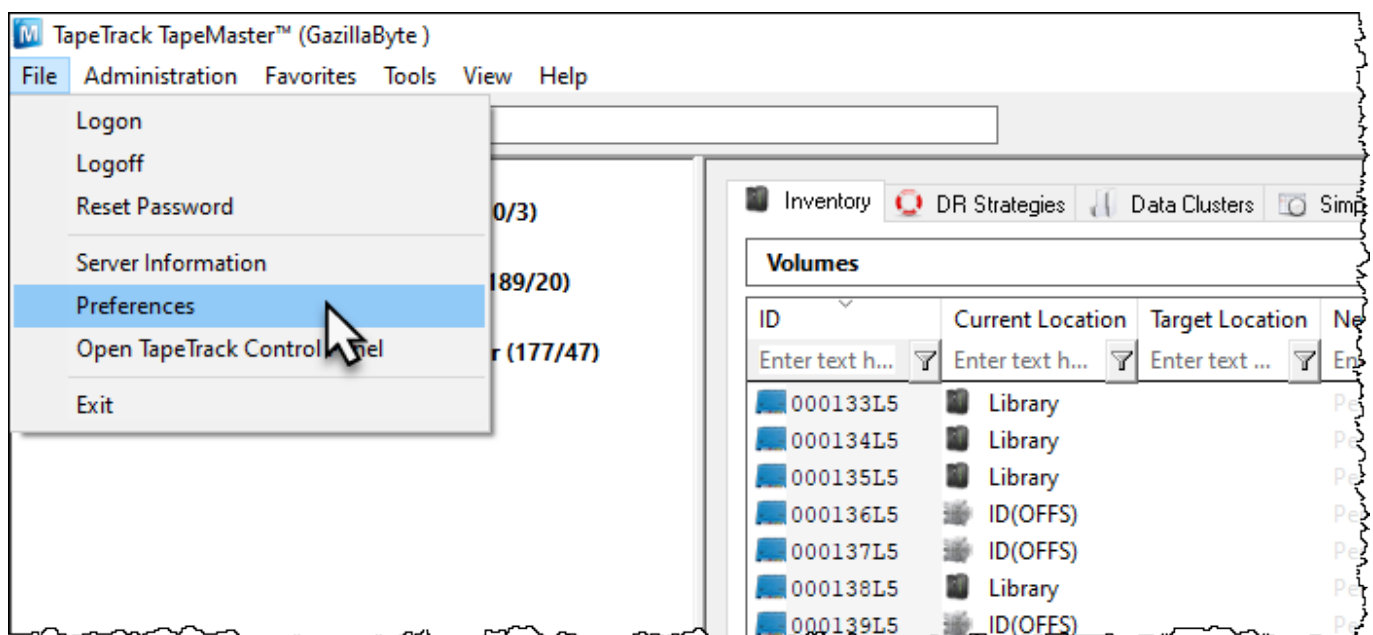 TapeTrack TapeMaster™ (GazillaByte )
File Administration Favorites Tools View Help
Logon
Logoff
Reset Password
Server Information
Preferences
Open TapeTrack Control
Exit
0/3)
189/20)
r (177/47)
Inventory DR Strategies Data Clusters
Volumes
ID Current Location Target Location
Enter text h... Enter text h... Enter text ...
000133L5 Library
000134L5 Library
000135L5 Library
000136L5 ID(OFFS)
000137L5 ID(OFFS)
000138L5 Library
000139L5 ID(OFFS)